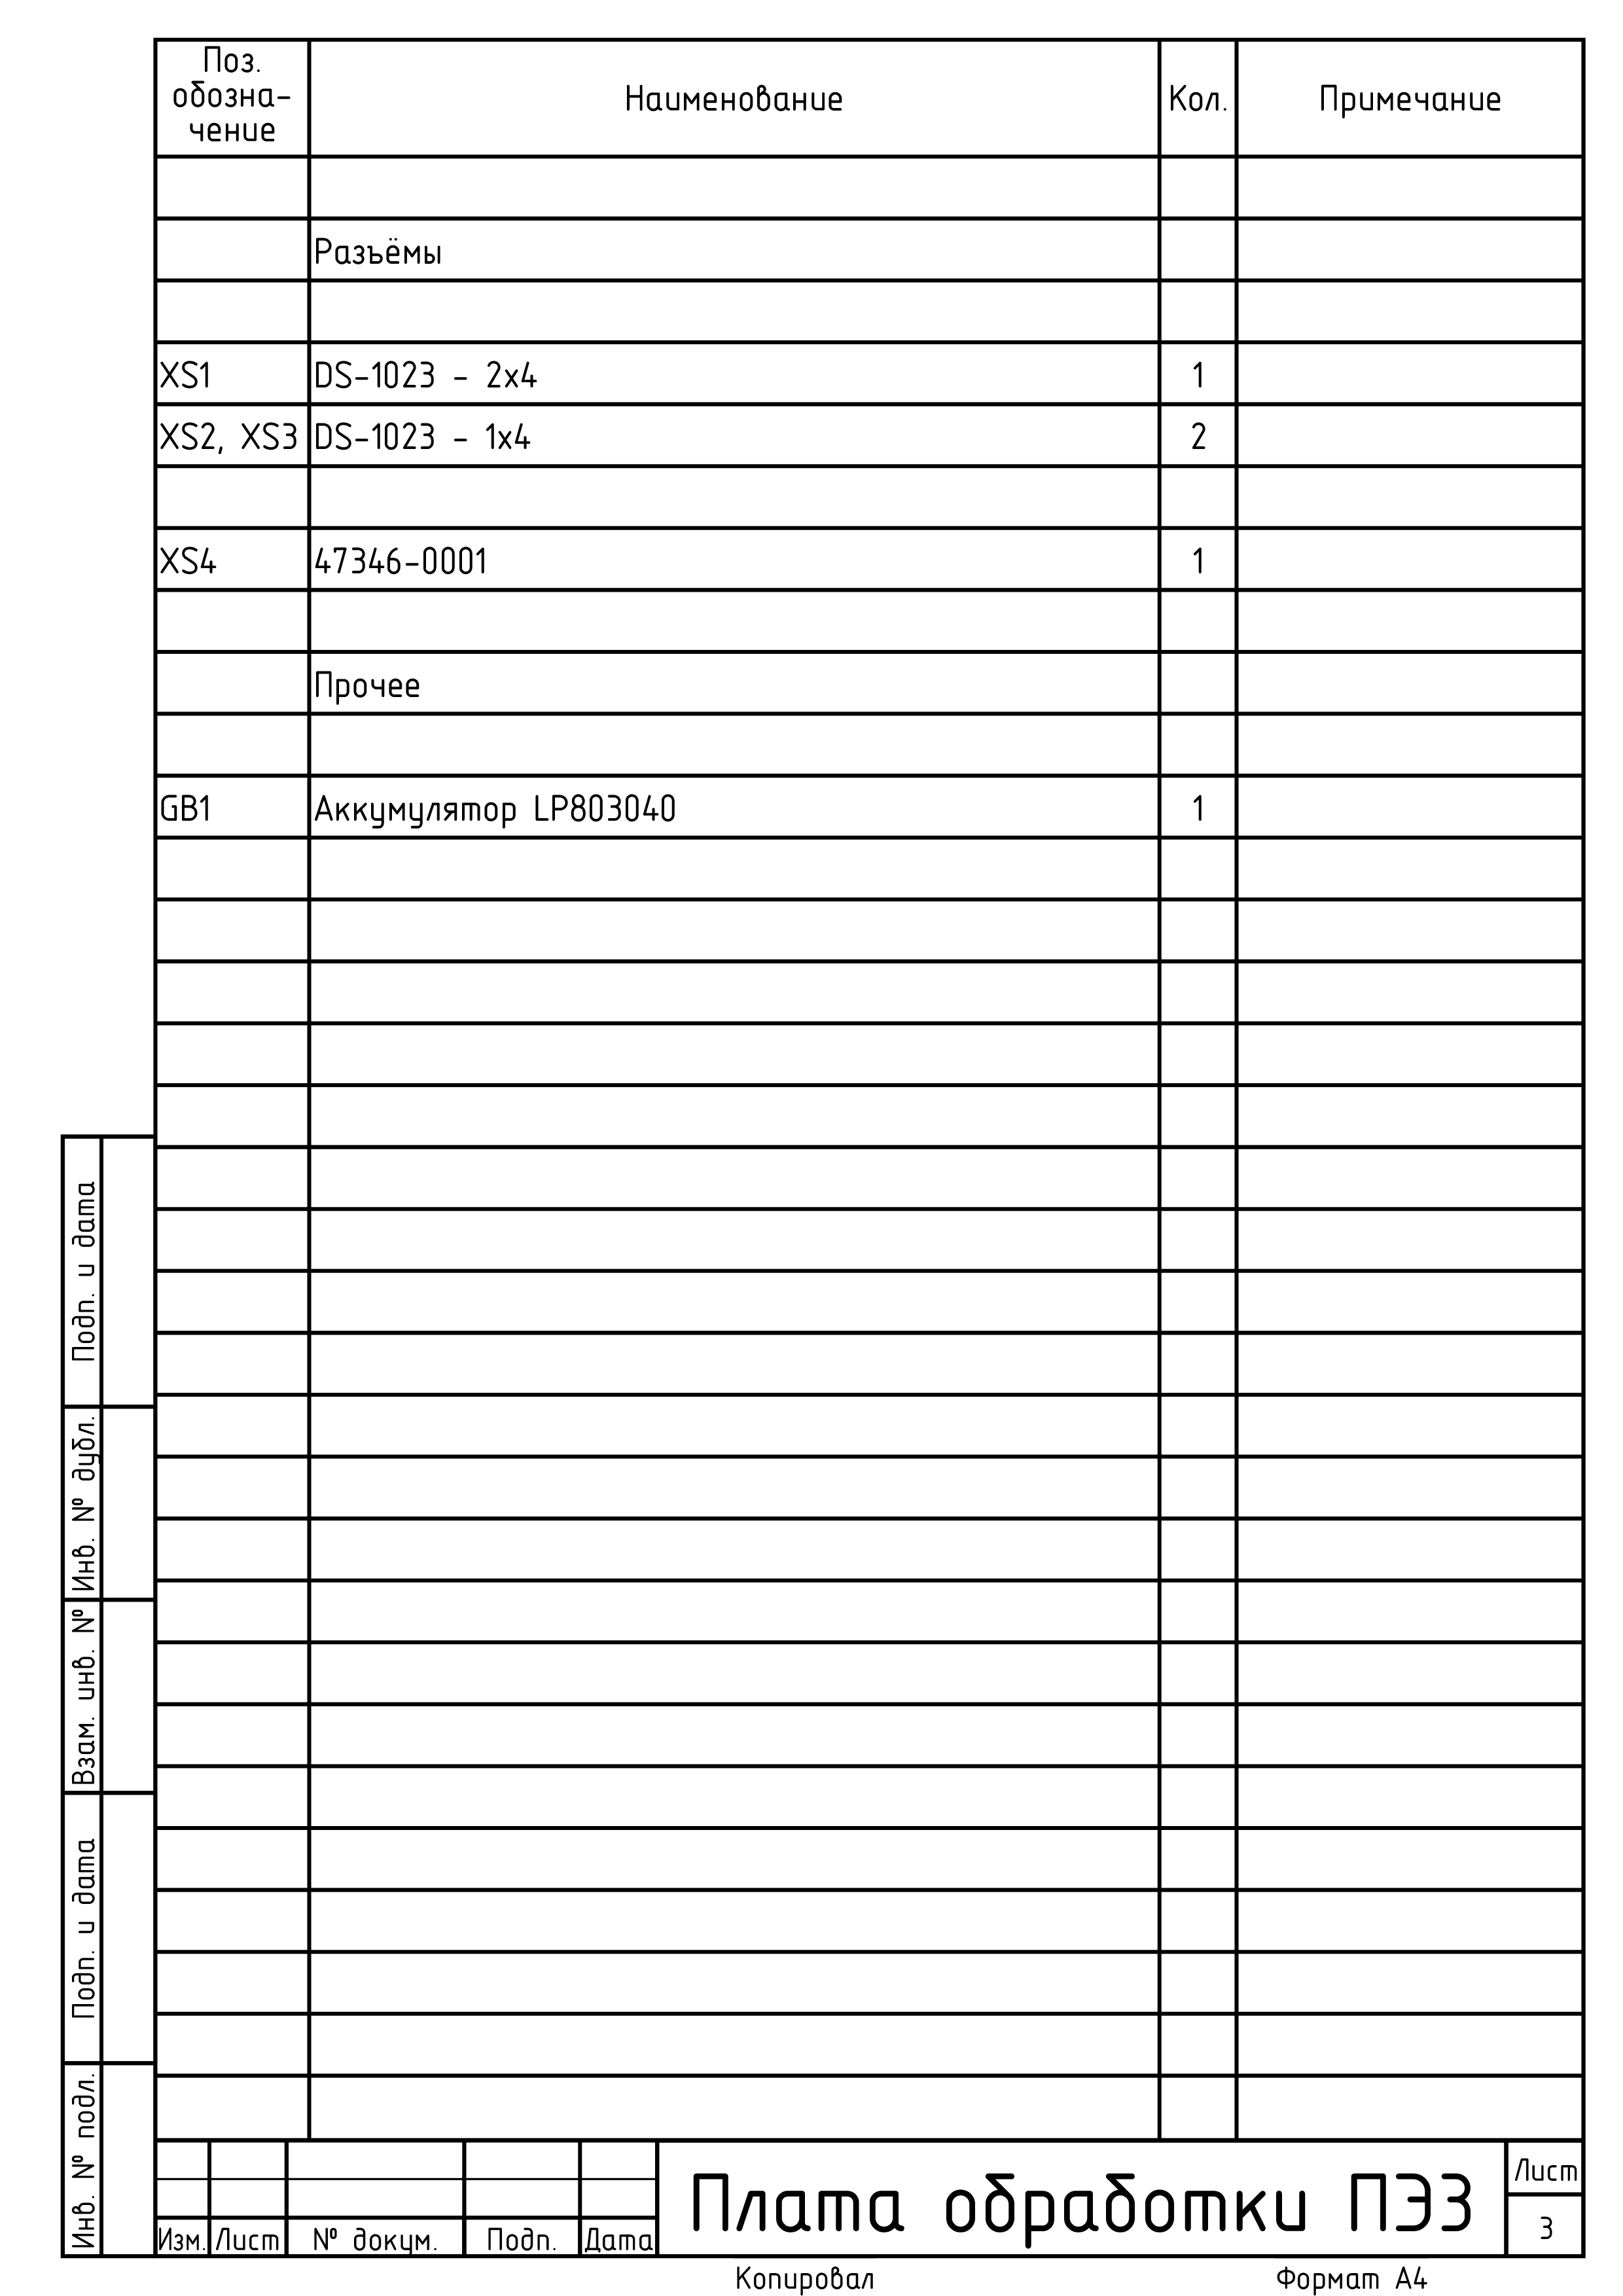 Поз.
обозна-
чение
Наименование
Кол.
Примечание
Разъёмы
XS1 DS-1023 - 2x4 1
XS2, XS3 DS-1023 - 1x4 2
XS4 47346-0001 1
Прочее
GB1 Аккумулятор LP803040 1
Подп. и дата
Инв. № дубл.
Взам. инв. №
Подп. и дата
Инв. № подл.
Изм. Лист № докум. Подп. Дата
Плата обработки ПЭ3
Лист
3
Копировал
Формат А4